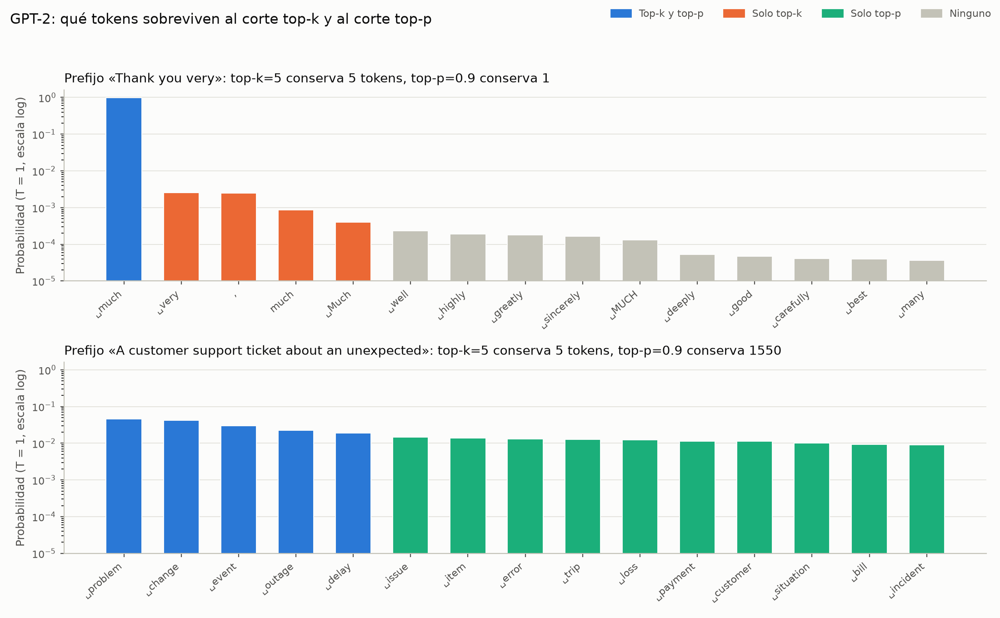 GPT-2: qué tokens sobreviven al corte top-k y al corte top-p
Top-k y top-p
Solo top-k
Solo top-p
Ninguno
Prefijo «Thank you very»: top-k=5 conserva 5 tokens, top-p=0.9 conserva 1
Probabilidad (T = 1, escala log)
10⁰
10⁻¹
10⁻²
10⁻³
10⁻⁴
10⁻⁵
␣much
␣very
,
much
␣Much
␣well
␣highly
␣greatly
␣sincerely
␣MUCH
␣deeply
␣good
␣carefully
␣best
␣many
Prefijo «A customer support ticket about an unexpected»: top-k=5 conserva 5 tokens, top-p=0.9 conserva 1550
Probabilidad (T = 1, escala log)
10⁰
10⁻¹
10⁻²
10⁻³
10⁻⁴
10⁻⁵
␣problem
␣change
␣event
␣outage
␣delay
␣issue
␣item
␣error
␣trip
␣loss
␣payment
␣customer
␣situation
␣bill
␣incident